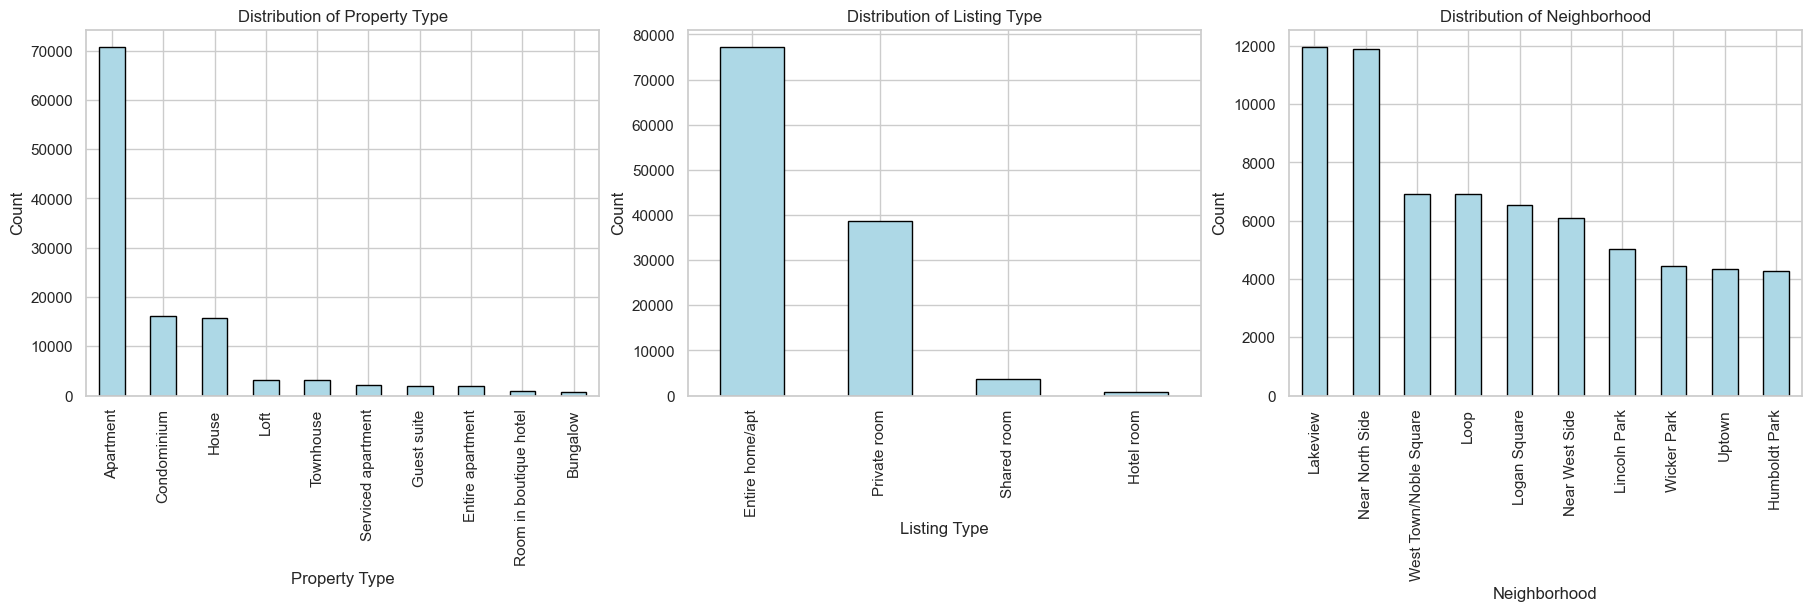 Distribution of Property Type
Count
70000
60000
50000
40000
30000
20000
10000
0
Apartment
Condominium
House
Loft
Townhouse
Serviced apartment
Guest suite
Entire apartment
Room in boutique hotel
Bungalow
Property Type
Distribution of Listing Type
Count
80000
70000
60000
50000
40000
30000
20000
10000
0
Entire home/apt
Private room
Shared room
Hotel room
Listing Type
Distribution of Neighborhood
Count
12000
10000
8000
6000
4000
2000
0
Lakeview
Near North Side
West Town/Noble Square
Loop
Logan Square
Near West Side
Lincoln Park
Wicker Park
Uptown
Humboldt Park
Neighborhood